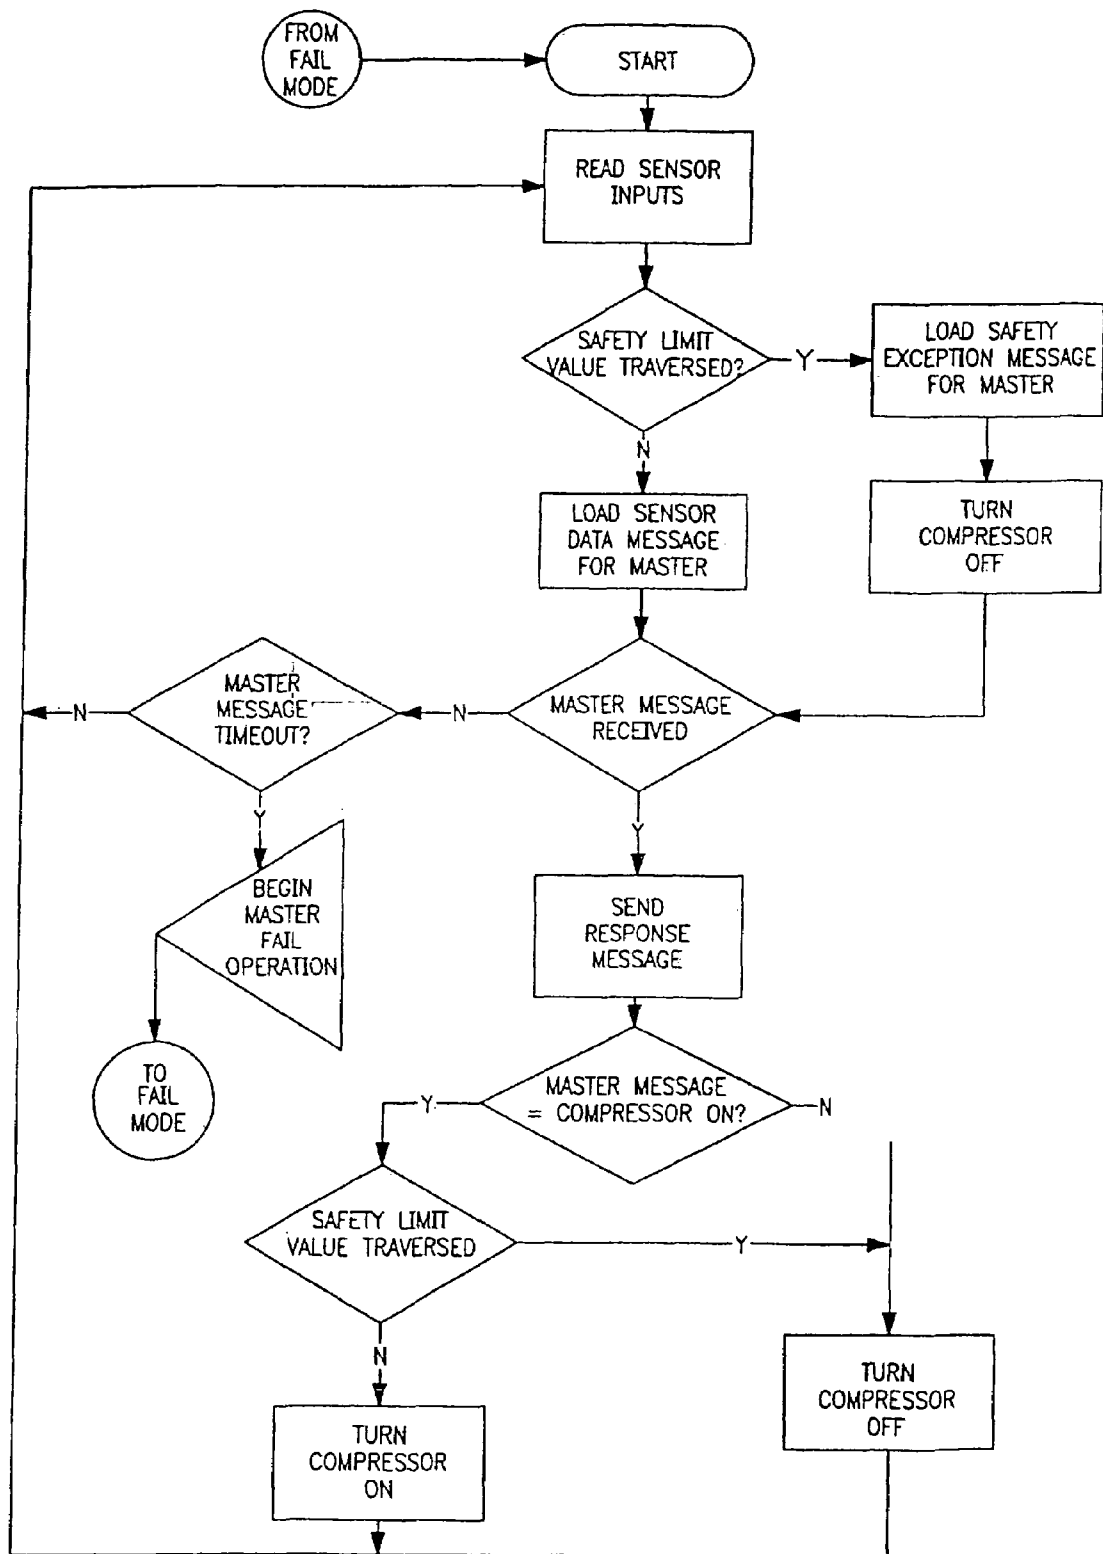 FROM
FAIL
MODE
START
READ SENSOR
INPUTS
SAFETY LIMIT
VALUE TRAVERSED?
Y
LOAD SAFETY
EXCEPTION MESSAGE
FOR MASTER
N
LOAD SENSOR
DATA MESSAGE
FOR MASTER
TURN
COMPRESSOR
OFF
MASTER
MESSAGE
TIMEOUT?
N
N
MASTER MESSAGE
RECEIVED
Y
Y
BEGIN
MASTER
FAIL
OPERATION
SEND
RESPONSE
MESSAGE
TO
FAIL
MODE
MASTER MESSAGE
= COMPRESSOR ON?
Y
N
SAFETY LIMIT
VALUE TRAVERSED
Y
N
TURN
COMPRESSOR
ON
TURN
COMPRESSOR
OFF